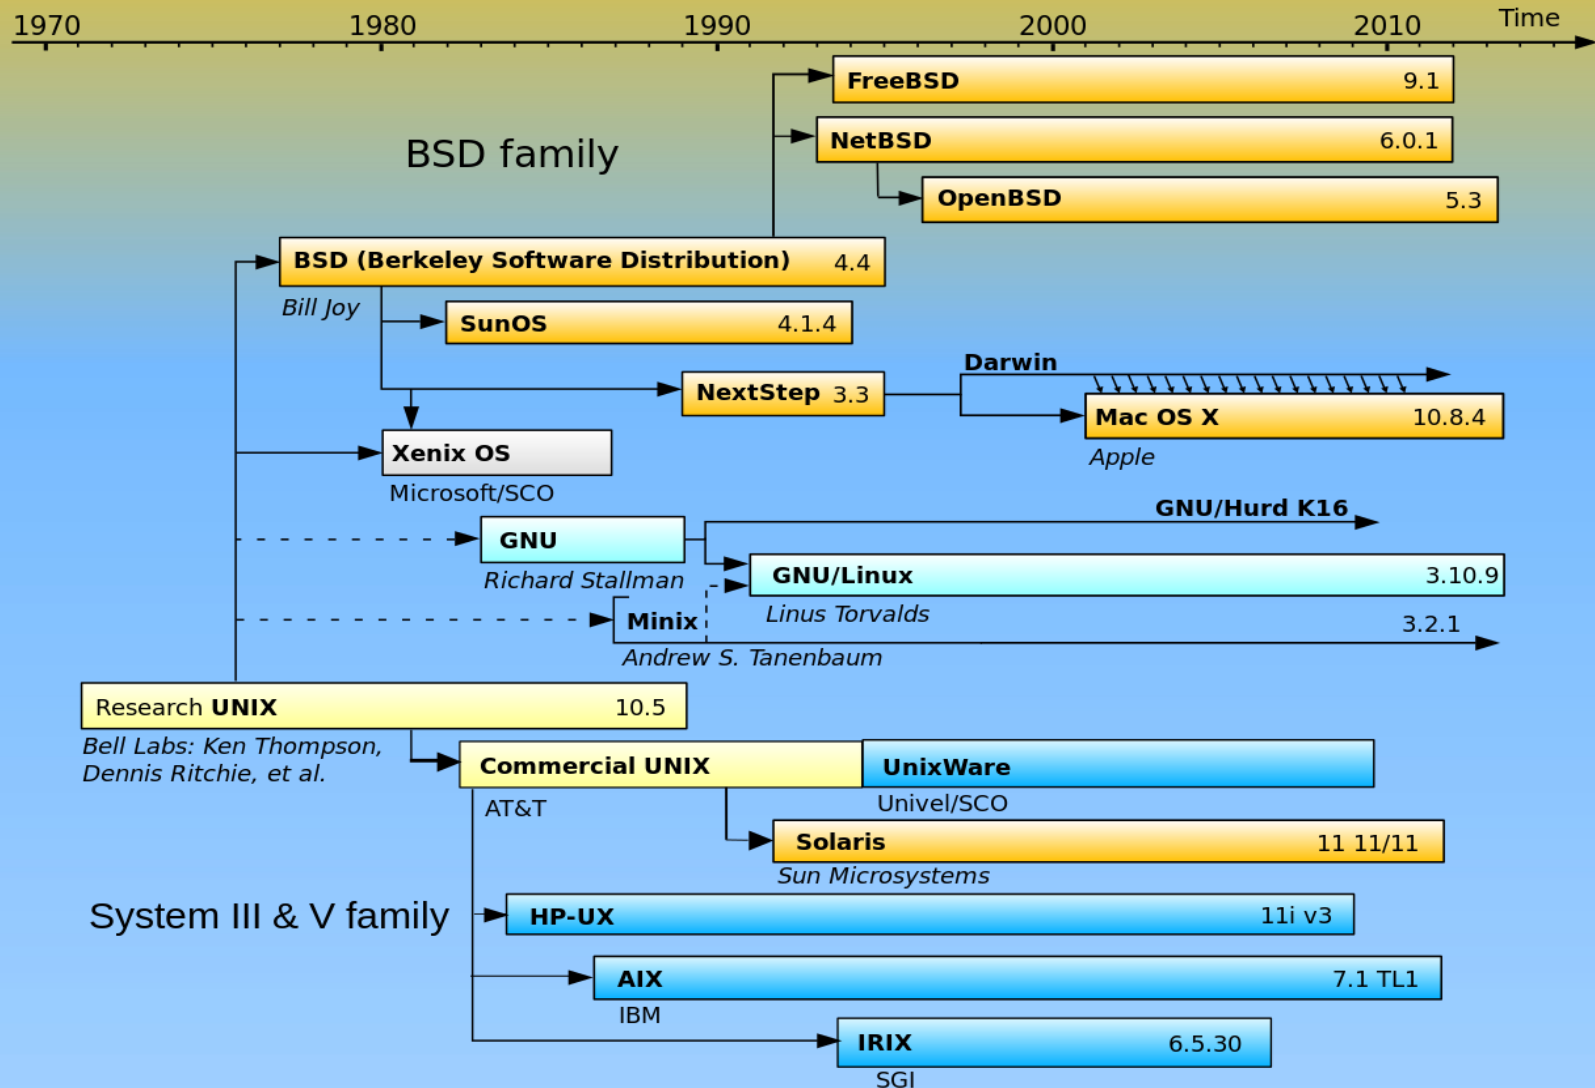 1970 1980 1990 2000 2010 Time
FreeBSD 9.1
BSD family
NetBSD 6.0.1
OpenBSD 5.3
BSD (Berkeley Software Distribution) 4.4
Bill Joy
SunOS 4.1.4
Darwin
NextStep 3.3
Mac OS X 10.8.4
Apple
Xenix OS
Microsoft/SCO
GNU/Hurd K16
GNU
Richard Stallman
GNU/Linux 3.10.9
Linus Torvalds
Minix 3.2.1
Andrew S. Tanenbaum
Research UNIX 10.5
Bell Labs: Ken Thompson,
Dennis Ritchie, et al.
Commercial UNIX
UnixWare
AT&T
Univel/SCO
Solaris 11 11/11
Sun Microsystems
System III & V family
HP-UX 11i v3
AIX 7.1 TL1
IBM
IRIX 6.5.30
SGI